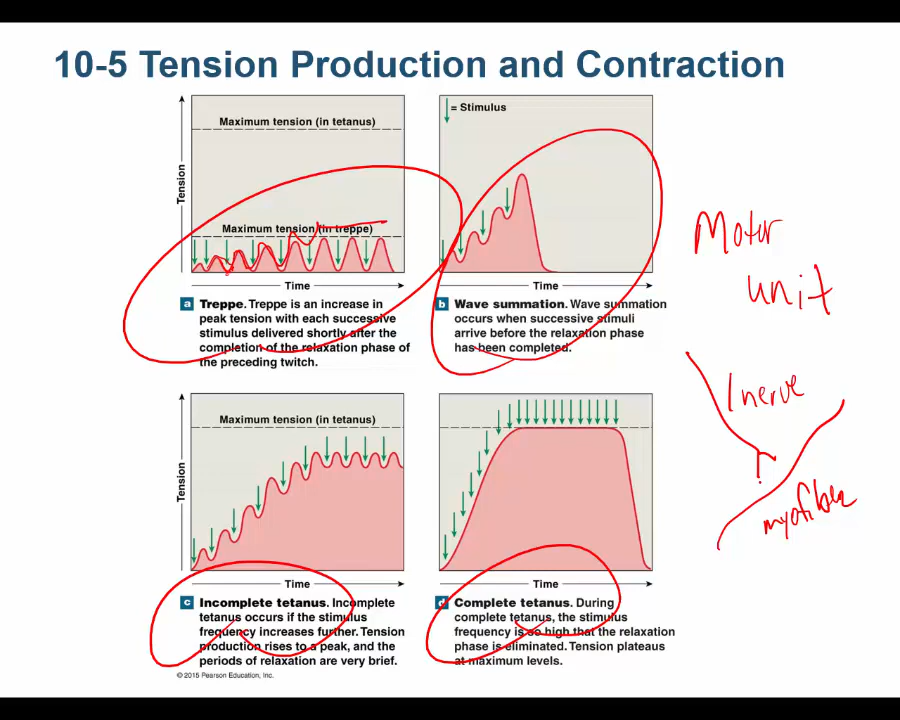 10-5 Tension Production and Contraction
Maximum tension (in tetanus)
Tension
Maximum tension (in treppe)
Time
a Treppe. Treppe is an increase in
peak tension with each successive
stimulus delivered shortly after the
completion of the relaxation phase of
the preceding twitch.
= Stimulus
Time
b Wave summation. Wave summation
occurs when successive stimuli
arrive before the relaxation phase
has been completed.
Motor
unit
1 nerve
myofiber
Maximum tension (in tetanus)
Tension
Time
c Incomplete tetanus. Incomplete
tetanus occurs if the stimulus
frequency increases further. Tension
production rises to a peak, and the
periods of relaxation are very brief.
Time
d Complete tetanus. During
complete tetanus, the stimulus
frequency is so high that the relaxation
phase is eliminated. Tension plateaus
at maximum levels.
© 2015 Pearson Education, Inc.